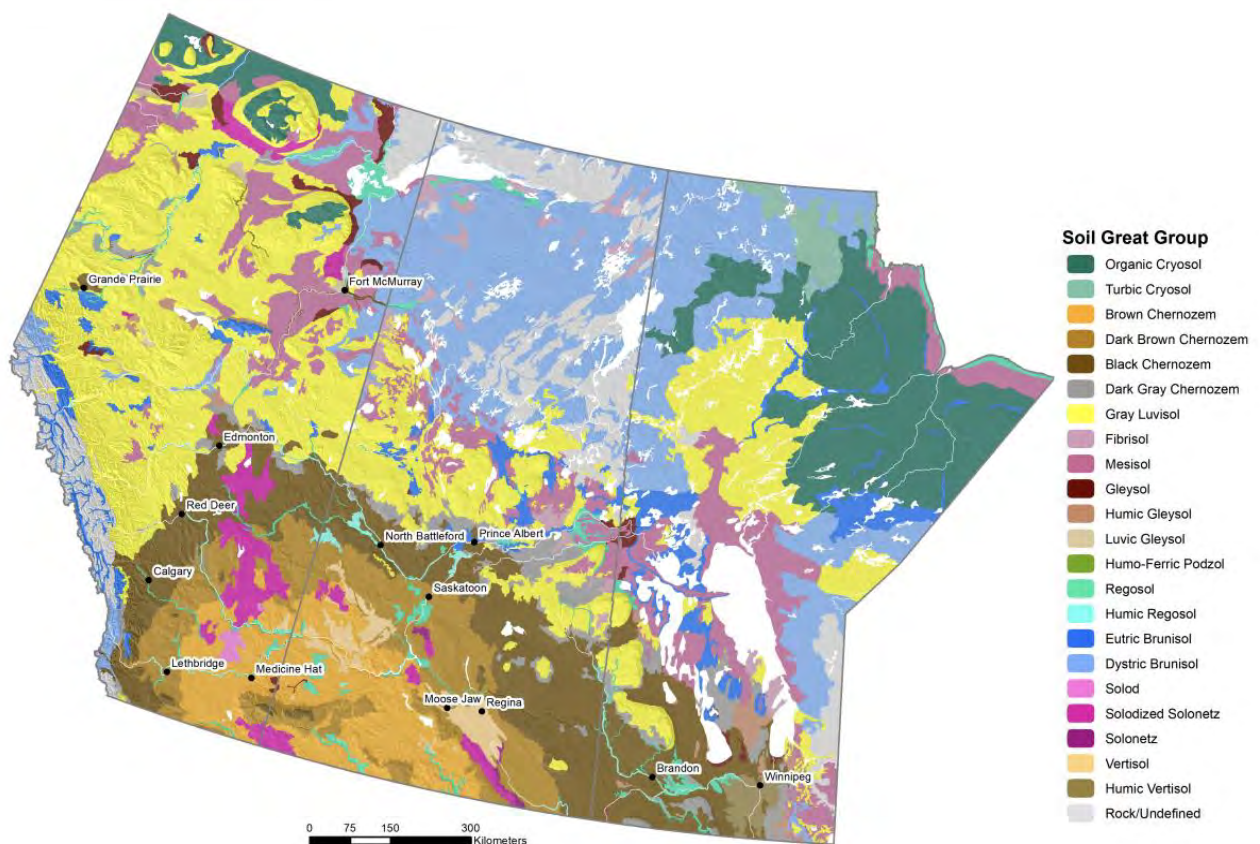 Grande Prairie
Fort McMurray
Edmonton
Red Deer
North Battleford
Prince Albert
Calgary
Saskatoon
Lethbridge
Medicine Hat
Moose Jaw
Regina
Brandon
Winnipeg
0 75 150 300
Kilometers
Soil Great Group
Organic Cryosol
Turbic Cryosol
Brown Chernozem
Dark Brown Chernozem
Black Chernozem
Dark Gray Chernozem
Gray Luvisol
Fibrisol
Mesisol
Gleysol
Humic Gleysol
Luvic Gleysol
Humo-Ferric Podzol
Regosol
Humic Regosol
Eutric Brunisol
Dystric Brunisol
Solod
Solodized Solonetz
Solonetz
Vertisol
Humic Vertisol
Rock/Undefined